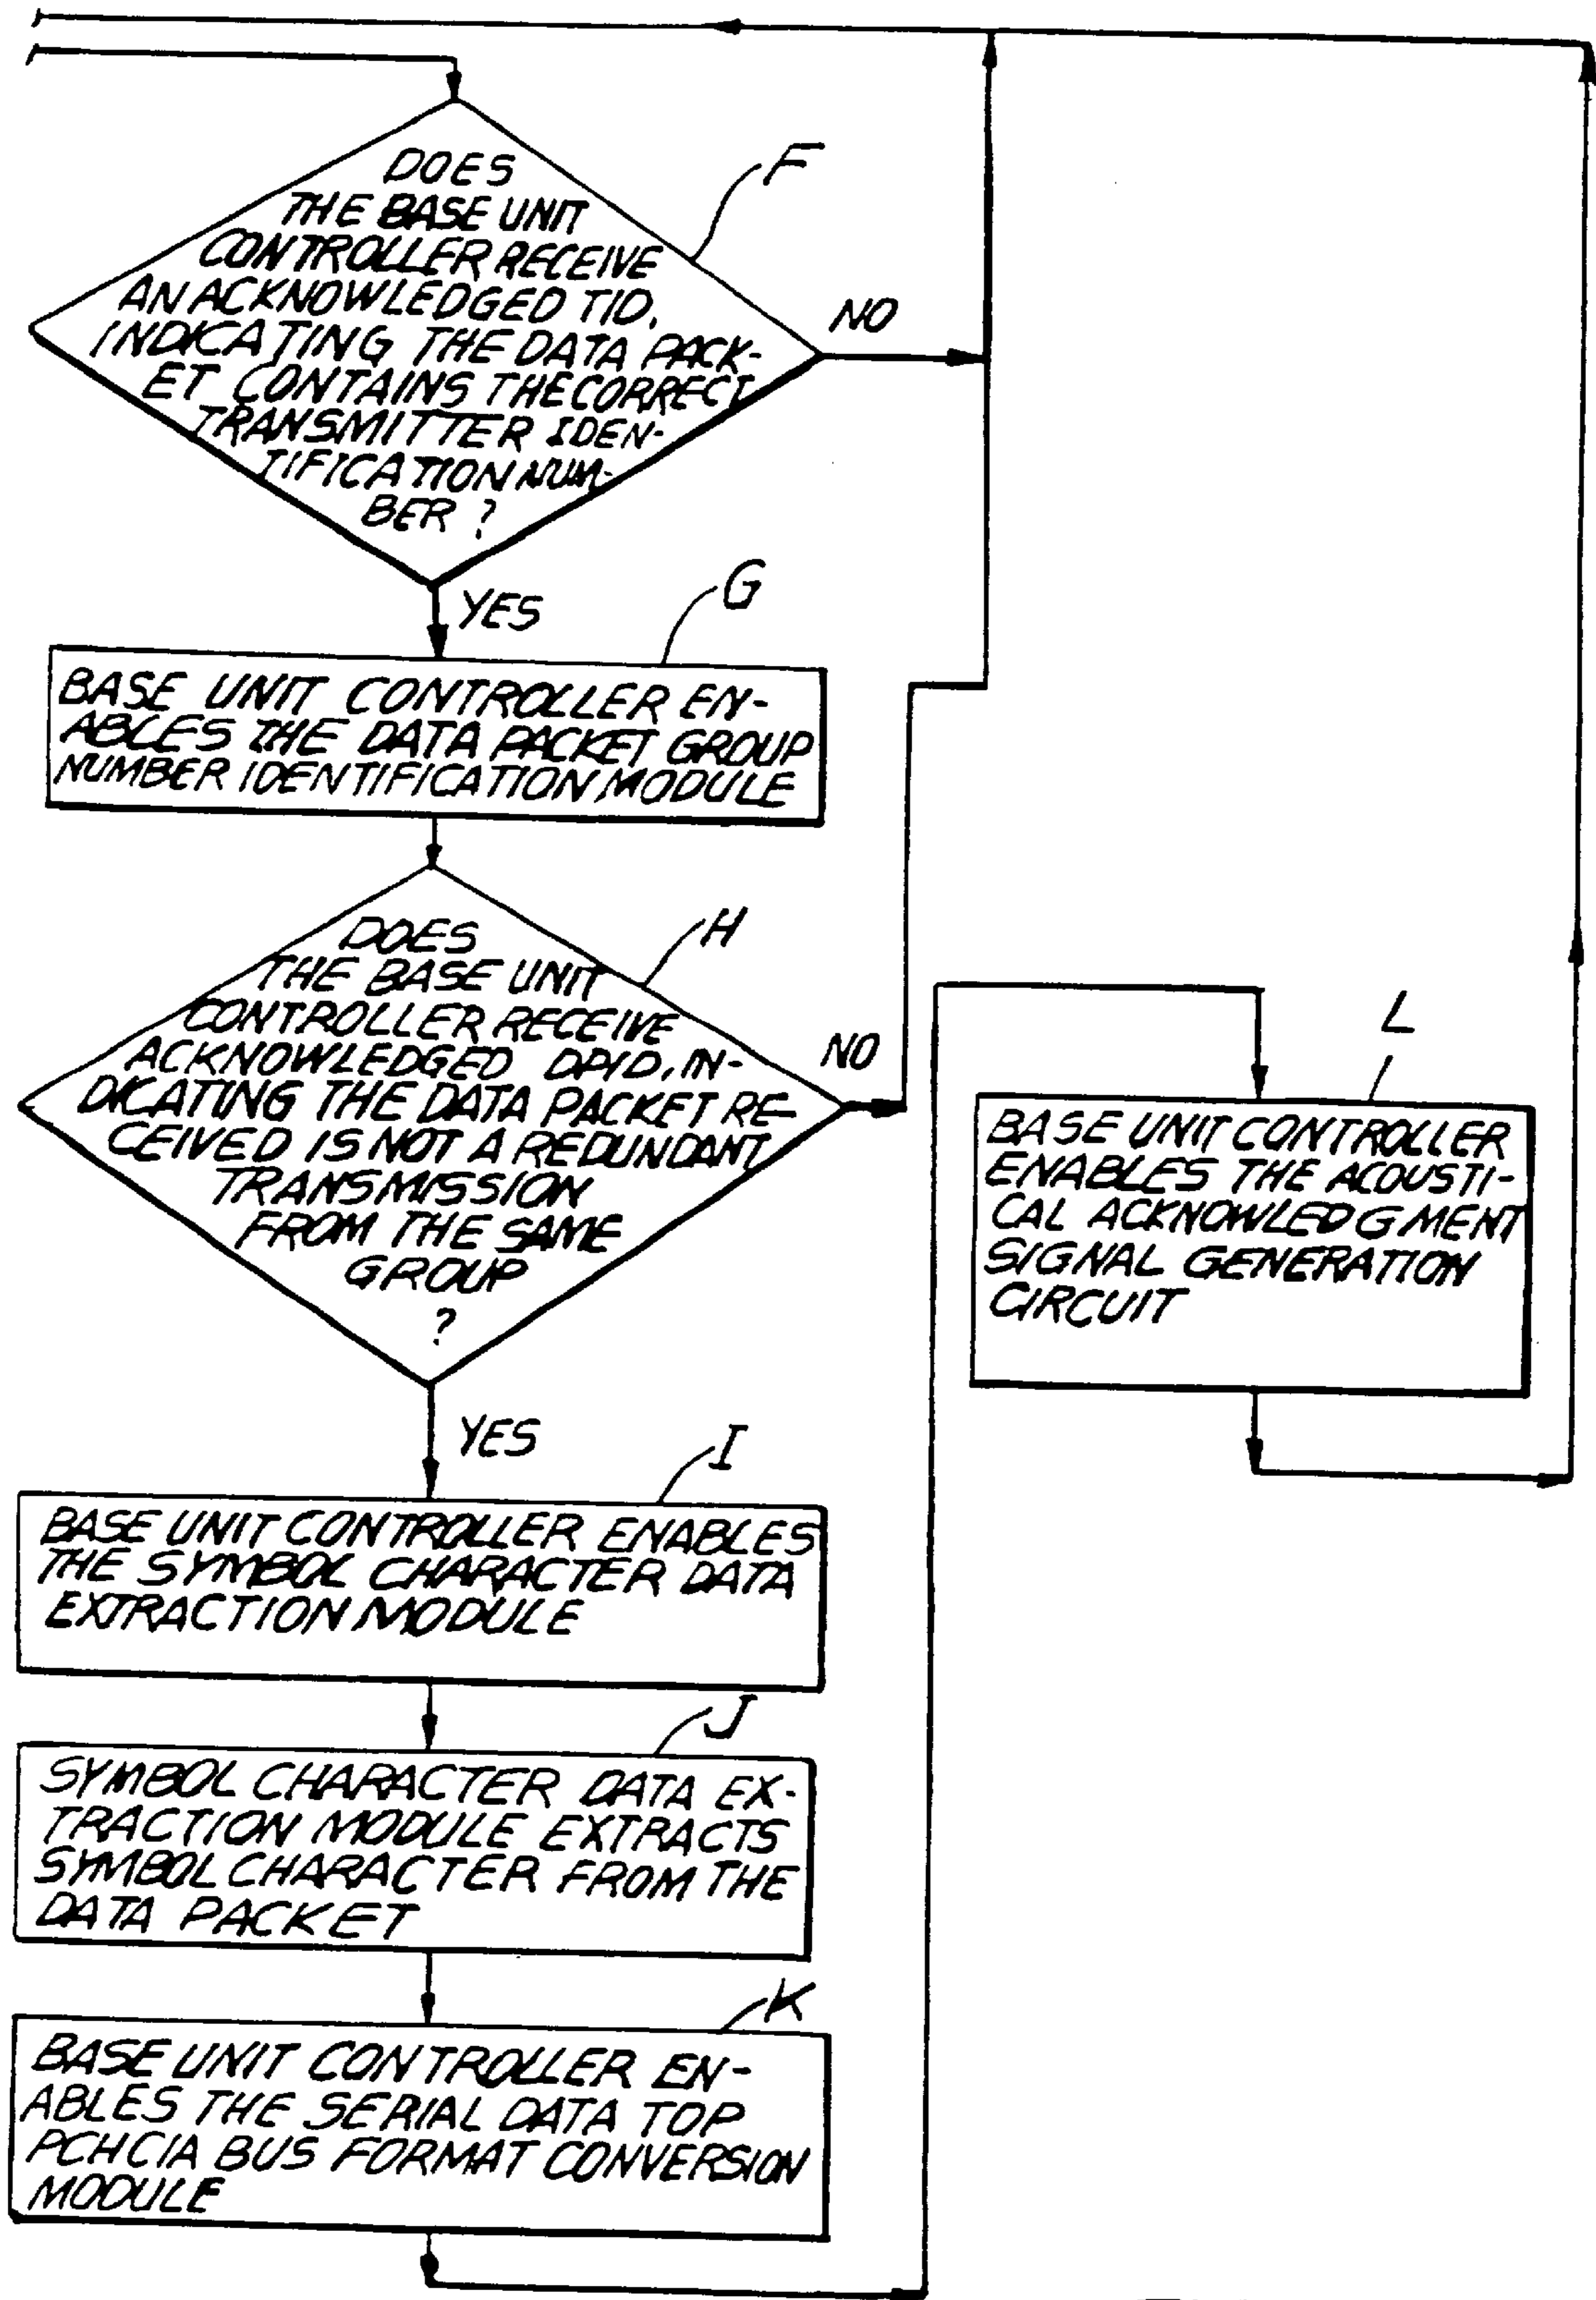 F
DOES
THE BASE UNIT
CONTROLLER RECEIVE
AN ACKNOWLEDGED TID,
INDICATING THE DATA PACK-
ET CONTAINS THE CORRECT
TRANSMITTER IDEN-
TIFICATION NUM-
BER ?
NO
YES
G
BASE UNIT CONTROLLER EN-
ABLES THE DATA PACKET GROUP
NUMBER IDENTIFICATION MODULE
H
DOES
THE BASE UNIT
CONTROLLER RECEIVE
ACKNOWLEDGED DPID, IN-
DICATING THE DATA PACKET RE-
CEIVED IS NOT A REDUNDANT
TRANSMISSION
FROM THE SAME
GROUP
?
NO
YES
I
BASE UNIT CONTROLLER ENABLES
THE SYMBOL CHARACTER DATA
EXTRACTION MODULE
J
SYMBOL CHARACTER DATA EX-
TRACTION MODULE EXTRACTS
SYMBOL CHARACTER FROM THE
DATA PACKET
K
BASE UNIT CONTROLLER EN-
ABLES THE SERIAL DATA TOP
PCHCIA BUS FORMAT CONVERSION
MODULE
L
BASE UNIT CONTROLLER
ENABLES THE ACOUSTI-
CAL ACKNOWLEDGMENT
SIGNAL GENERATION
CIRCUIT